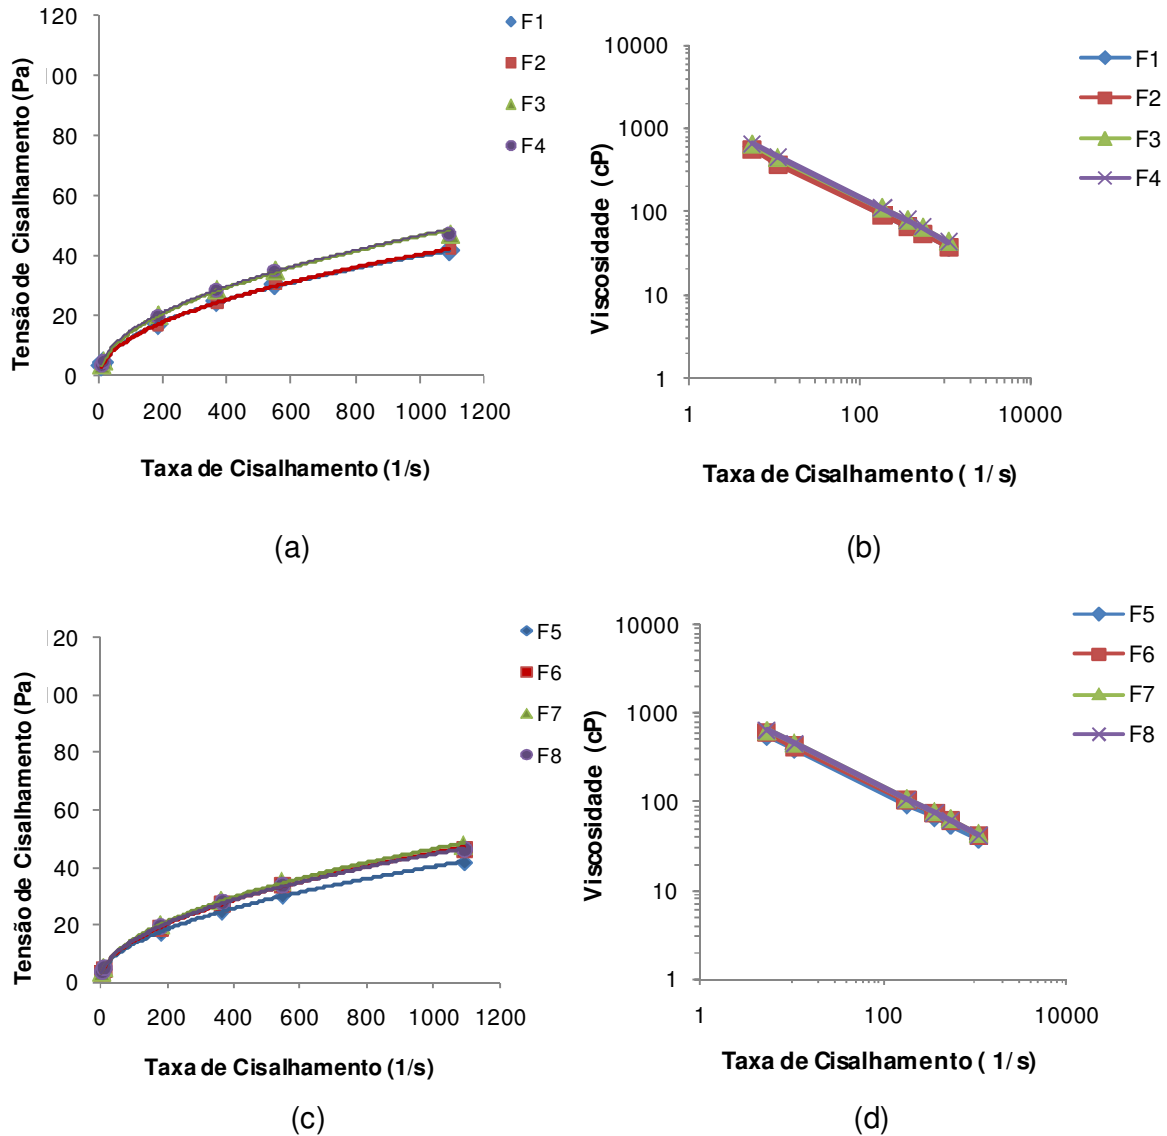 120
100
80
60
40
20
0
Tensão de Cisalhamento (Pa)
0 200 400 600 800 1000 1200
Taxa de Cisalhamento (1/s)
F1
F2
F3
F4
(a)
10000
1000
100
10
1
Viscosidade (cP)
1 100 10000
Taxa de Cisalhamento ( 1/ s)
F1
F2
F3
F4
(b)
20
00
80
60
40
20
0
Tensão de Cisalhamento (Pa)
0 200 400 600 800 1000 1200
Taxa de Cisalhamento (1/s)
F5
F6
F7
F8
(c)
10000
1000
100
10
1
Viscosidade (cP)
1 100 10000
Taxa de Cisalhamento ( 1/ s)
F5
F6
F7
F8
(d)